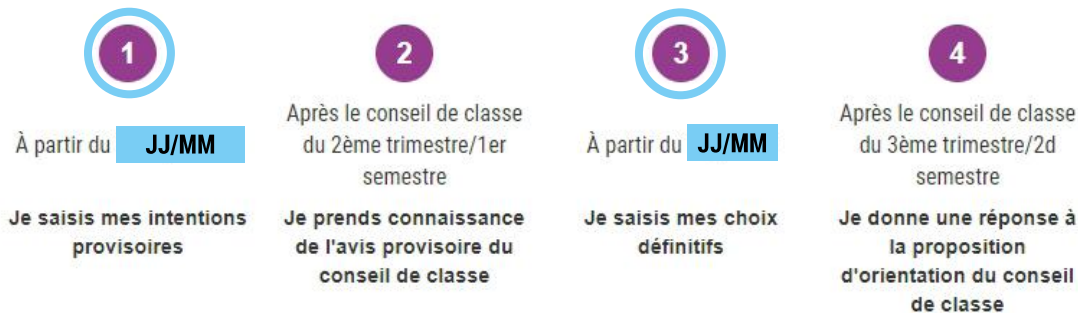 1
À partir du JJ/MM
Je saisis mes intentions
provisoires
2
Après le conseil de classe
du 2ème trimestre/1er
semestre
Je prends connaissance
de l'avis provisoire du
conseil de classe
3
À partir du JJ/MM
Je saisis mes choix
définitifs
4
Après le conseil de classe
du 3ème trimestre/2d
semestre
Je donne une réponse à
la proposition
d'orientation du conseil
de classe